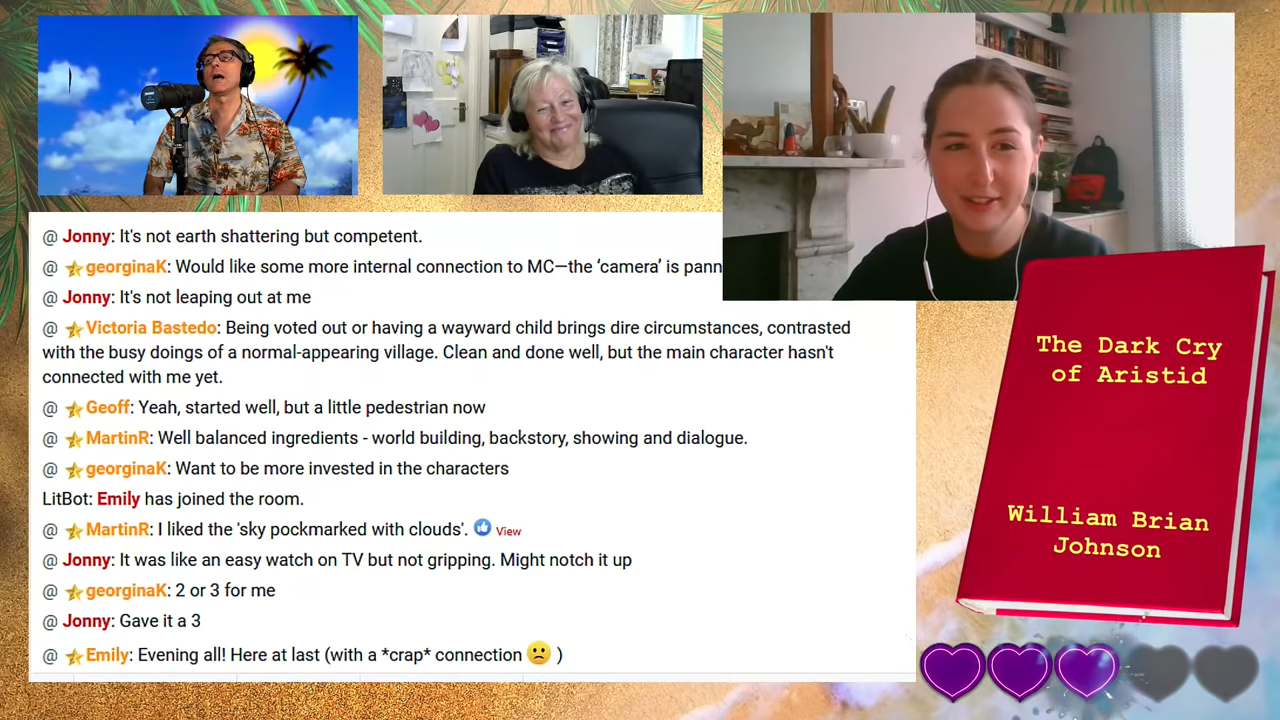 @ Jonny: It's not earth shattering but competent.
@ georginaK: Would like some more internal connection to MC—the ‘camera’ is pann
@ Jonny: It's not leaping out at me
@ Victoria Bastedo: Being voted out or having a wayward child brings dire circumstances, contrasted
with the busy doings of a normal-appearing village. Clean and done well, but the main character hasn't
connected with me yet.
@ Geoff: Yeah, started well, but a little pedestrian now
@ MartinR: Well balanced ingredients - world building, backstory, showing and dialogue.
@ georginaK: Want to be more invested in the characters
LitBot: Emily has joined the room.
@ MartinR: I liked the 'sky pockmarked with clouds'. View
@ Jonny: It was like an easy watch on TV but not gripping. Might notch it up
@ georginaK: 2 or 3 for me
@ Jonny: Gave it a 3
@ Emily: Evening all! Here at last (with a *crap* connection 🙁 )
The Dark Cry
of Aristid
William Brian
Johnson